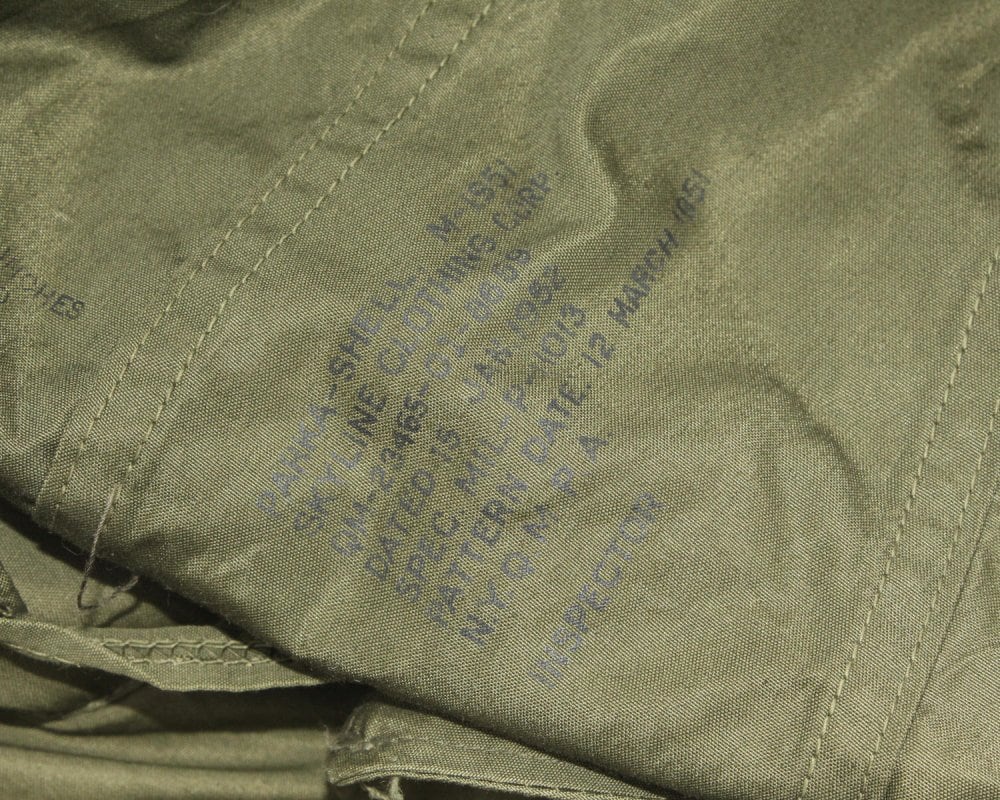 INCHES
PARKA-SHELL, M-1951
SKYLINE CLOTHING CORP.
QM-23465-OI-8609
DATED 15 JAN 1952
SPEC. MIL-P-1013
PATTERN DATE. 12 MARCH 1951
N.Y. Q. M. P. A.
INSPECTOR